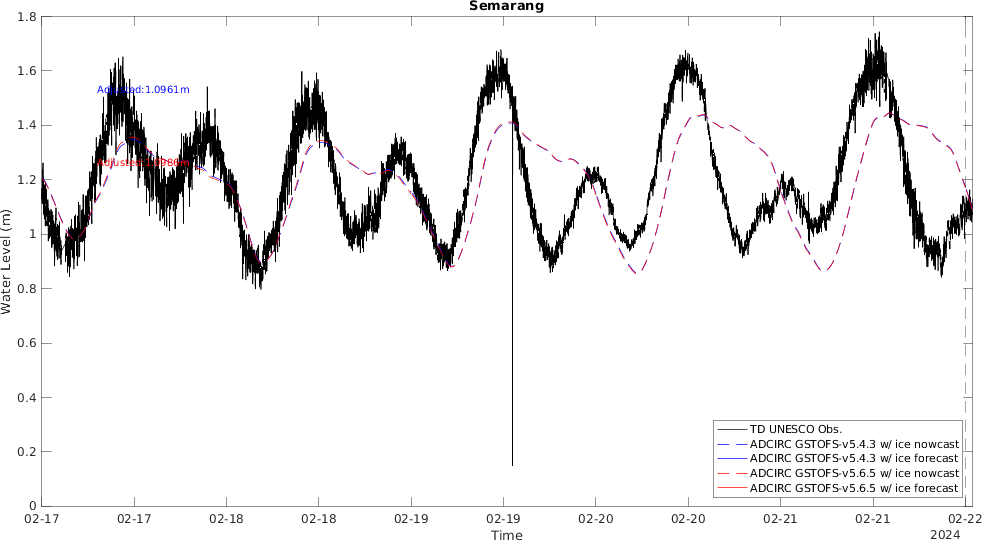 Semarang
1.8
1.6
1.4
1.2
1
0.8
0.6
0.4
0.2
0
Water Level (m)
Adjusted:1.0961m
Adjusted:1.0986m
TD UNESCO Obs.
ADCIRC GSTOFS-v5.4.3 w/ ice nowcast
ADCIRC GSTOFS-v5.4.3 w/ ice forecast
ADCIRC GSTOFS-v5.6.5 w/ ice nowcast
ADCIRC GSTOFS-v5.6.5 w/ ice forecast
02-17 02-17 02-18 02-18 02-19 02-19 02-20 02-20 02-21 02-21 02-22
Time
2024